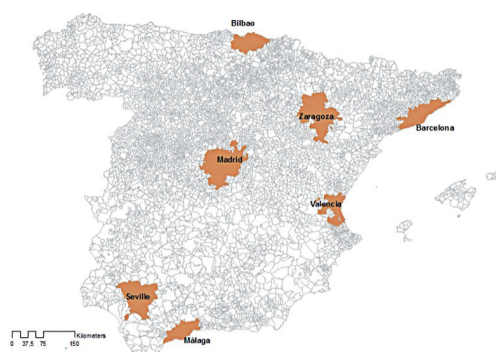 Bilbao
Zaragoza
Barcelona
Madrid
Valencia
Seville
Málaga
Kilometers
0 37,5 75 150